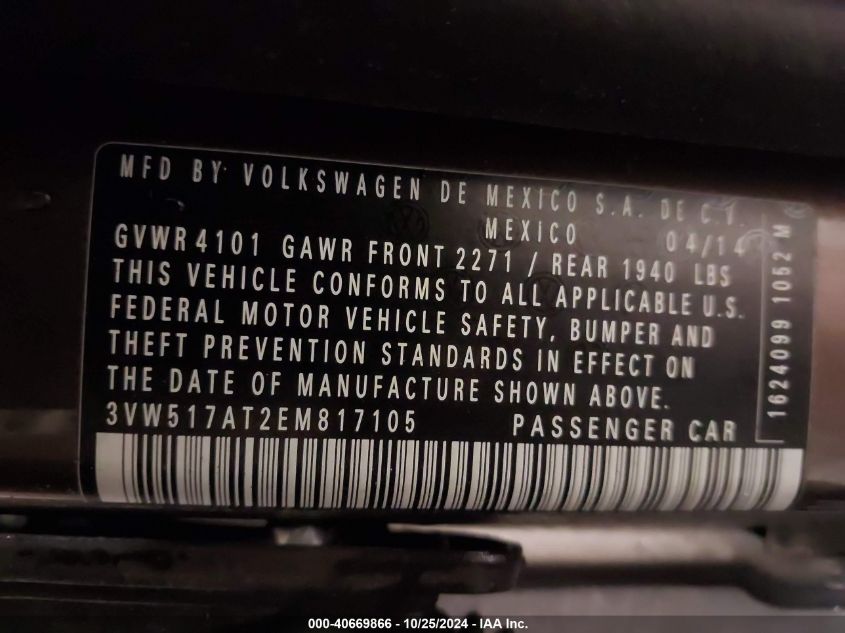 MFD BY VOLKSWAGEN DE MEXICO S.A. DE C.V.
MEXICO 04/14
GVWR 4101 GAWR FRONT 2271 / REAR 1940 LBS
THIS VEHICLE CONFORMS TO ALL APPLICABLE U.S.
FEDERAL MOTOR VEHICLE SAFETY, BUMPER AND
THEFT PREVENTION STANDARDS IN EFFECT ON
THE DATE OF MANUFACTURE SHOWN ABOVE.
3VW517AT2EM817105 PASSENGER CAR
1624099 1052 M
000-40669866 - 10/25/2024 - IAA Inc.